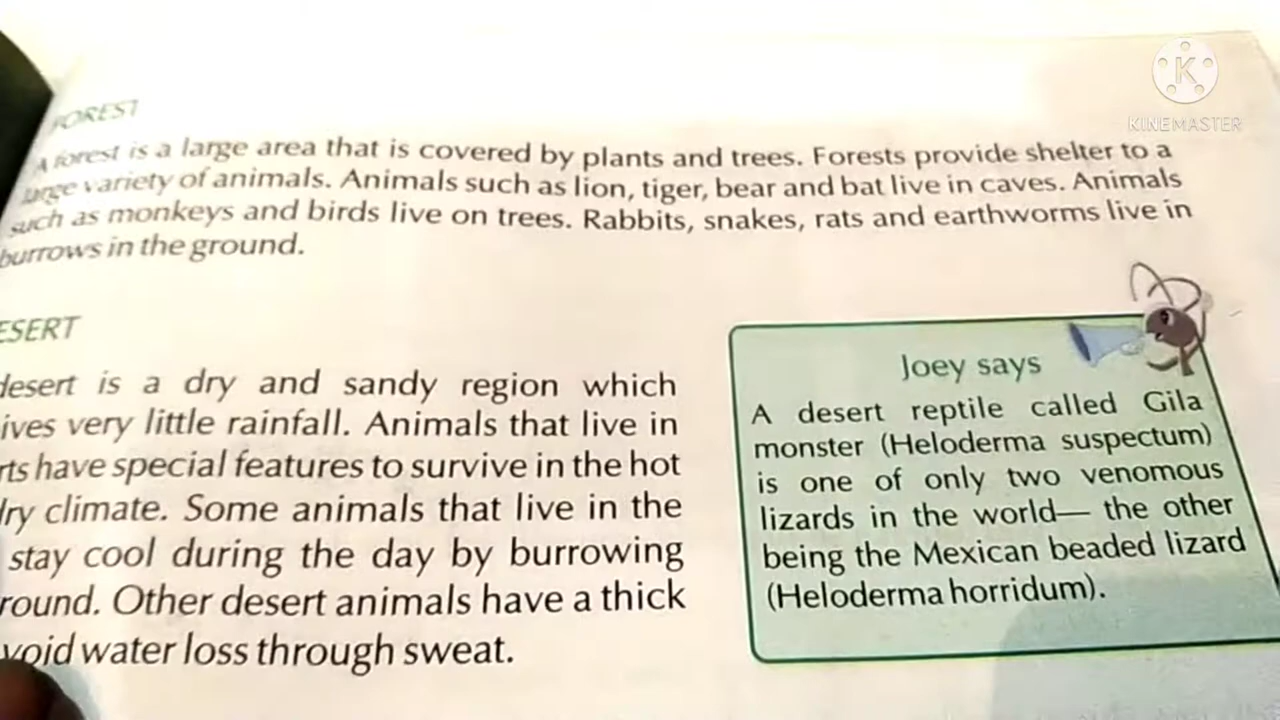 FOREST
A forest is a large area that is covered by plants and trees. Forests provide shelter to a
large variety of animals. Animals such as lion, tiger, bear and bat live in caves. Animals
such as monkeys and birds live on trees. Rabbits, snakes, rats and earthworms live in
burrows in the ground.
ESERT
desert is a dry and sandy region which
ives very little rainfall. Animals that live in
rts have special features to survive in the hot
dry climate. Some animals that live in the
stay cool during the day by burrowing
round. Other desert animals have a thick
void water loss through sweat.
Joey says
A desert reptile called Gila
monster (Heloderma suspectum)
is one of only two venomous
lizards in the world— the other
being the Mexican beaded lizard
(Heloderma horridum).
K
KINEMASTER